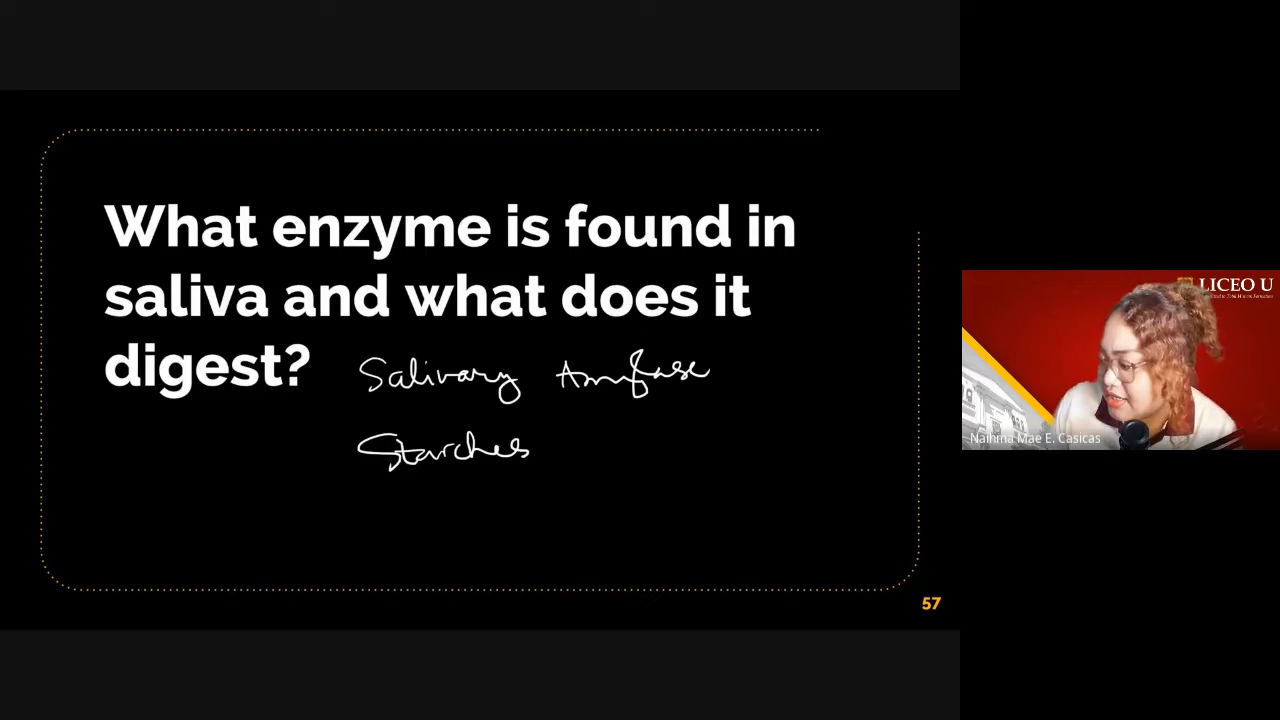 What enzyme is found in
saliva and what does it
digest?
Salivary Amylase
Starches
57
LICEO U
Naihma Mae E. Casicas